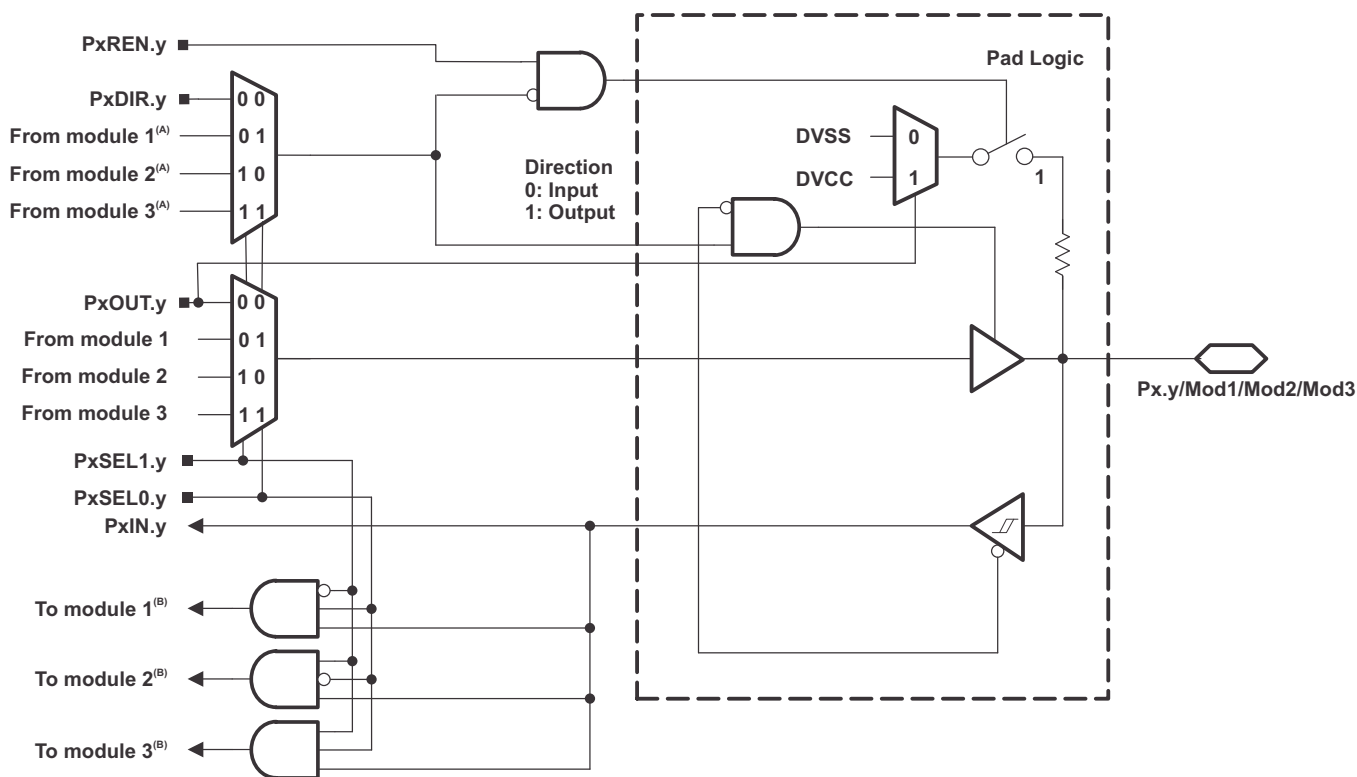 PxREN.y
Pad Logic
PxDIR.y
0 0
From module 1(A)
0 1
From module 2(A)
1 0
From module 3(A)
1 1
Direction
0: Input
1: Output
DVSS
0
DVCC
1
1
PxOUT.y
0 0
From module 1
0 1
From module 2
1 0
From module 3
1 1
Px.y/Mod1/Mod2/Mod3
PxSEL1.y
PxSEL0.y
PxIN.y
To module 1(B)
To module 2(B)
To module 3(B)